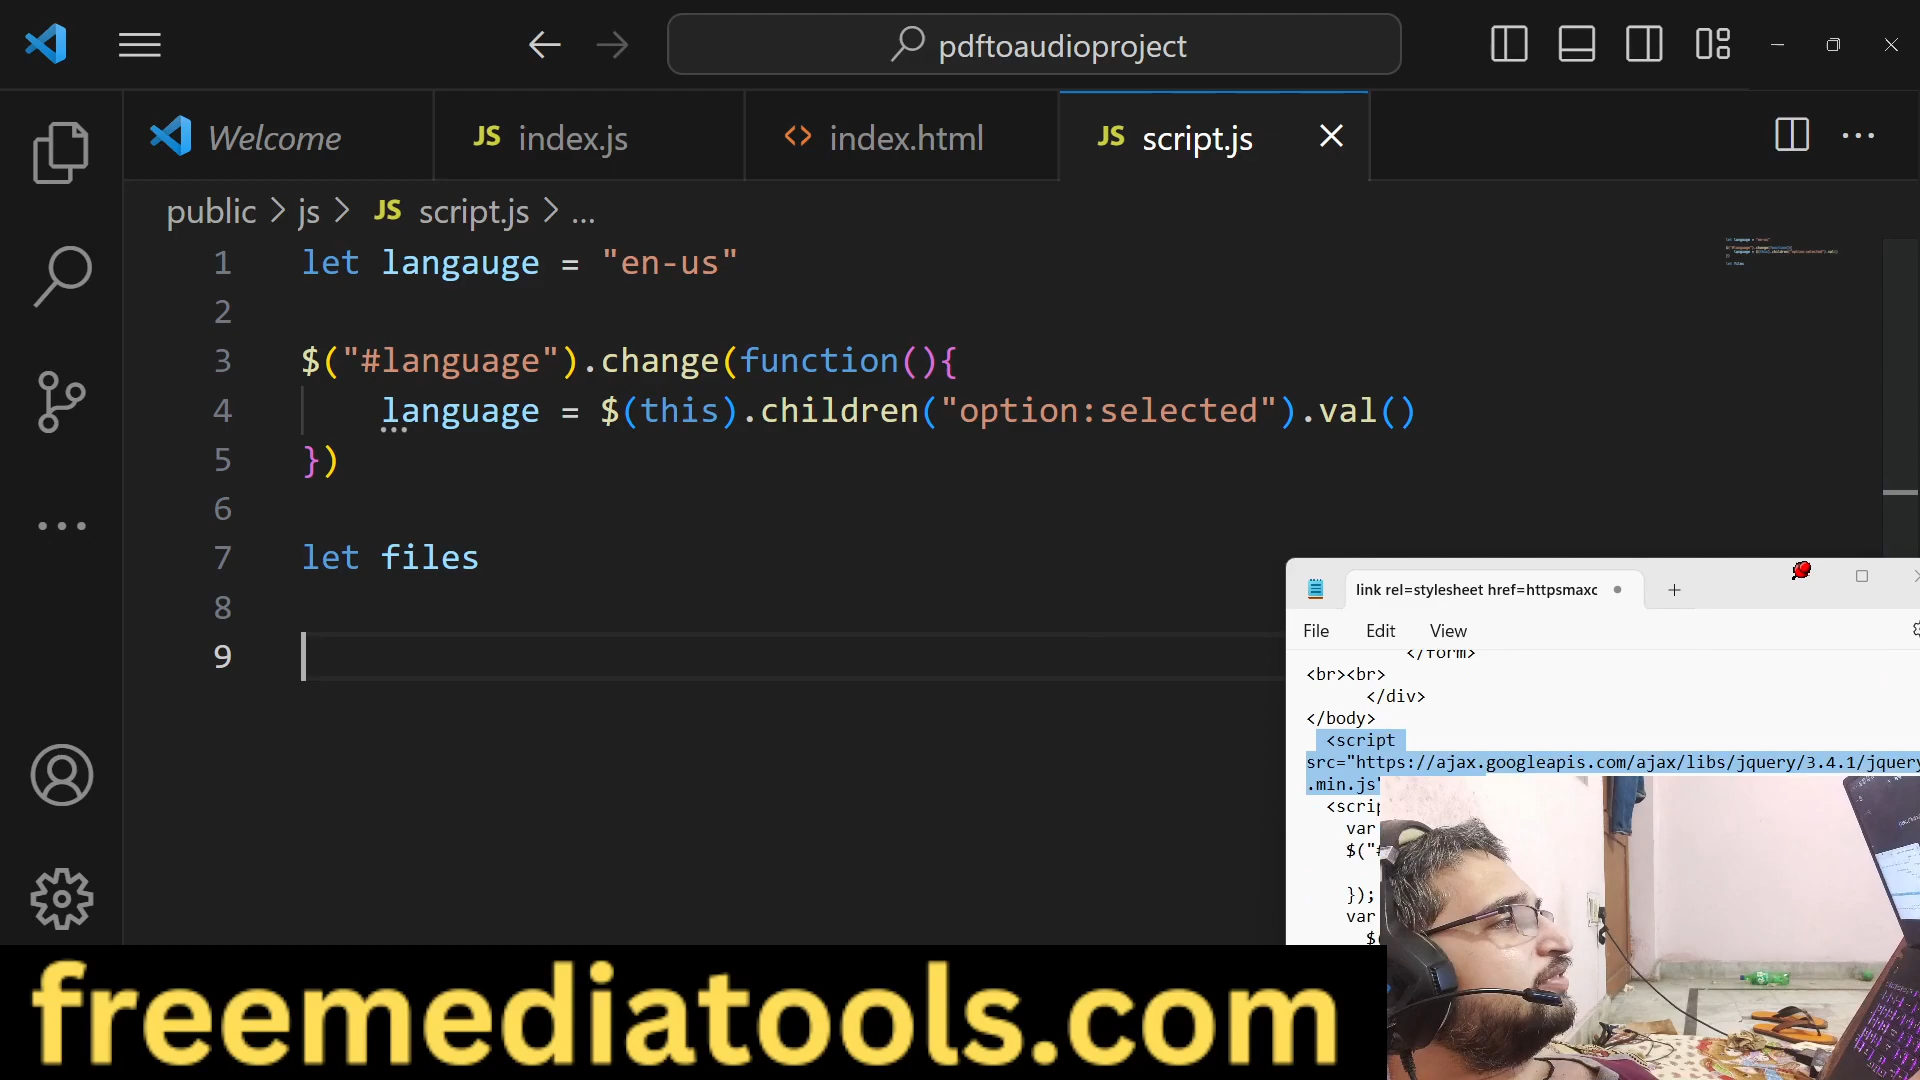 pdftoaudioproject
Welcome
JS index.js
<> index.html
JS script.js
public > js > JS script.js > ...
1 let langauge = "en-us"
2
3 $("#language").change(function(){
4 language = $(this).children("option:selected").val()
5 })
6
7 let files
8
9
link rel=stylesheet href=httpsmaxc
File Edit View
</form>
<br><br>
</div>
</body>
<script
src="https://ajax.googleapis.com/ajax/libs/jquery/3.4.1/jquery
.min.js"
<scrip
var
$("#
});
var
$(
freemediatools.com